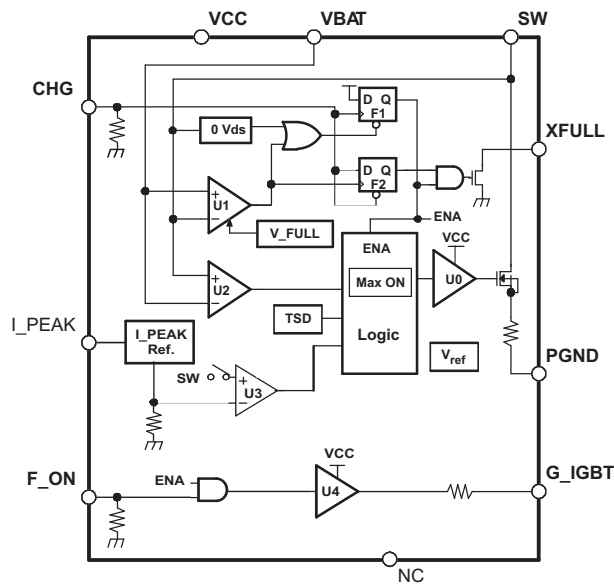 VCC
VBAT
SW
CHG
0 Vds
D Q
F1
XFULL
D Q
F2
+
U1
−
V_FULL
ENA
ENA
VCC
+
U2
−
Max ON
U0
I_PEAK
I_PEAK
Ref.
TSD
Logic
Vref
SW
+
U3
−
PGND
F_ON
ENA
VCC
U4
G_IGBT
NC